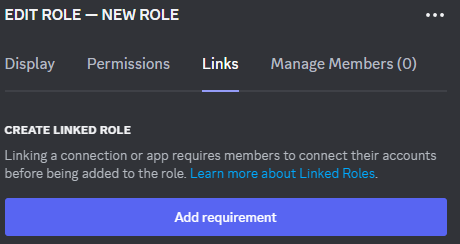 EDIT ROLE — NEW ROLE
Display Permissions Links Manage Members (0)
CREATE LINKED ROLE
Linking a connection or app requires members to connect their accounts
before being added to the role. Learn more about Linked Roles.
Add requirement